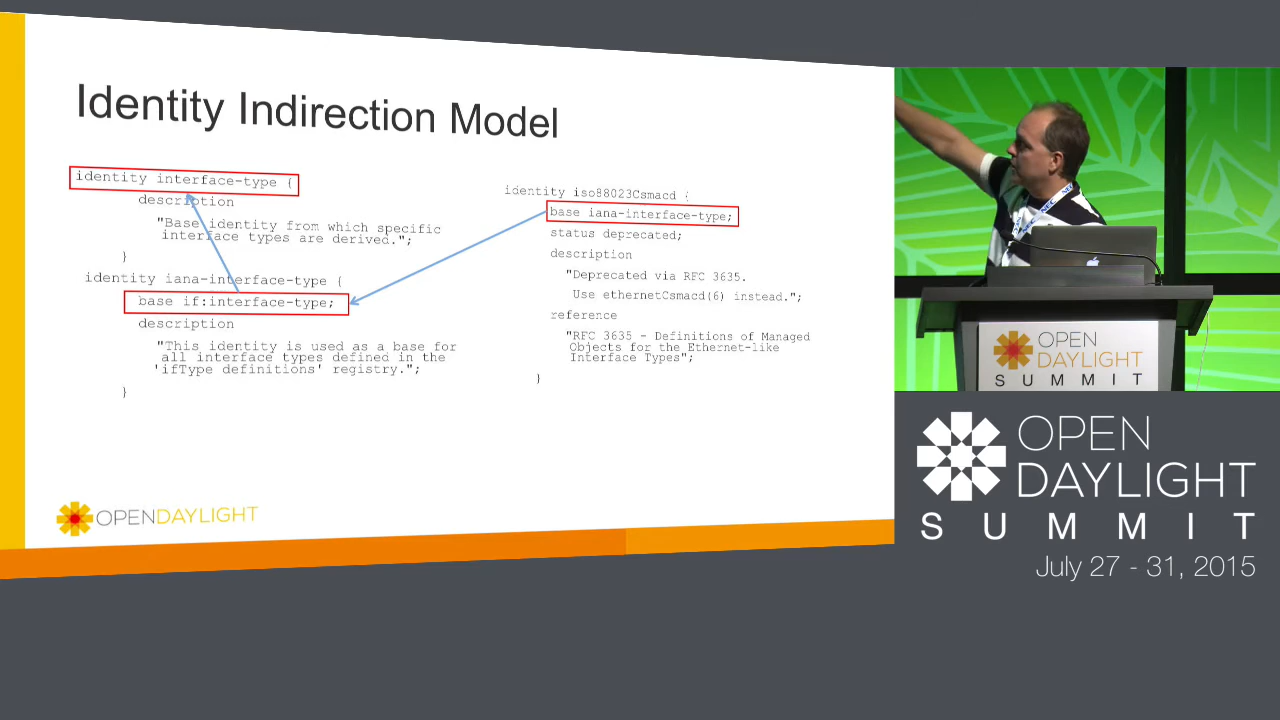 Identity Indirection Model
identity interface-type {
description
"Base identity from which specific
interface types are derived.";
}
identity iana-interface-type {
base if:interface-type;
description
"This identity is used as a base for
all interface types defined in the
'ifType definitions' registry.";
}
identity iso88023Csmacd {
base iana-interface-type;
status deprecated;
description
"Deprecated via RFC 3635.
Use ethernetCsmacd(6) instead.";
reference
"RFC 3635 - Definitions of Managed
Objects for the Ethernet-like
Interface Types";
}
OPENDAYLIGHT
NEC
OPEN
DAYLIGHT
SUMMIT
OPEN
DAYLIGHT
SUMMIT
July 27 - 31, 2015